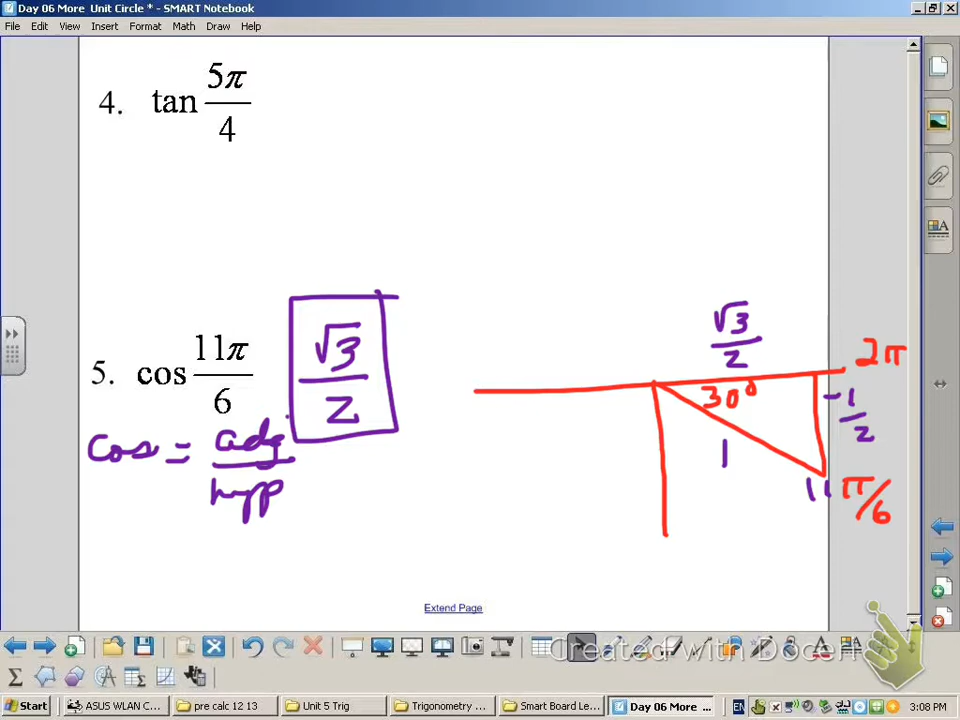 Day 06 More Unit Circle * - SMART Notebook
File Edit View Insert Format Math Draw Help
4. tan 5π/4
5. cos 11π/6
√3/2
cos = adj/hyp
√3/2
2π
30°
-1/2
1
11π/6
Extend Page
Created with Docer
Start
ASUS WLAN C...
pre calc 12 13
Unit 5 Trig
Trigonometry ...
Smart Board Le...
Day 06 More ...
EN
3:08 PM